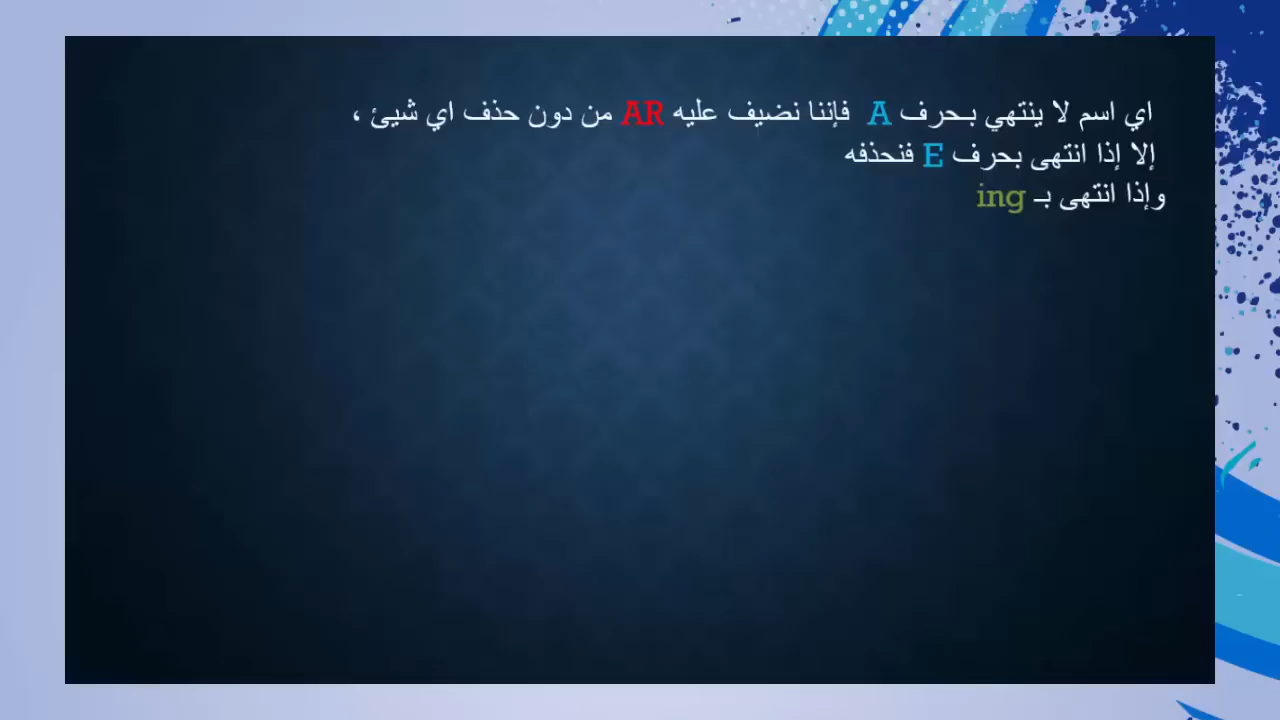 اي اسم لا ينتهي بـحرف A فإننا نضيف عليه AR من دون حذف اي شيئ ،
إلا إذا انتهى بحرف E فنحذفه
وإذا انتهى بـ ing